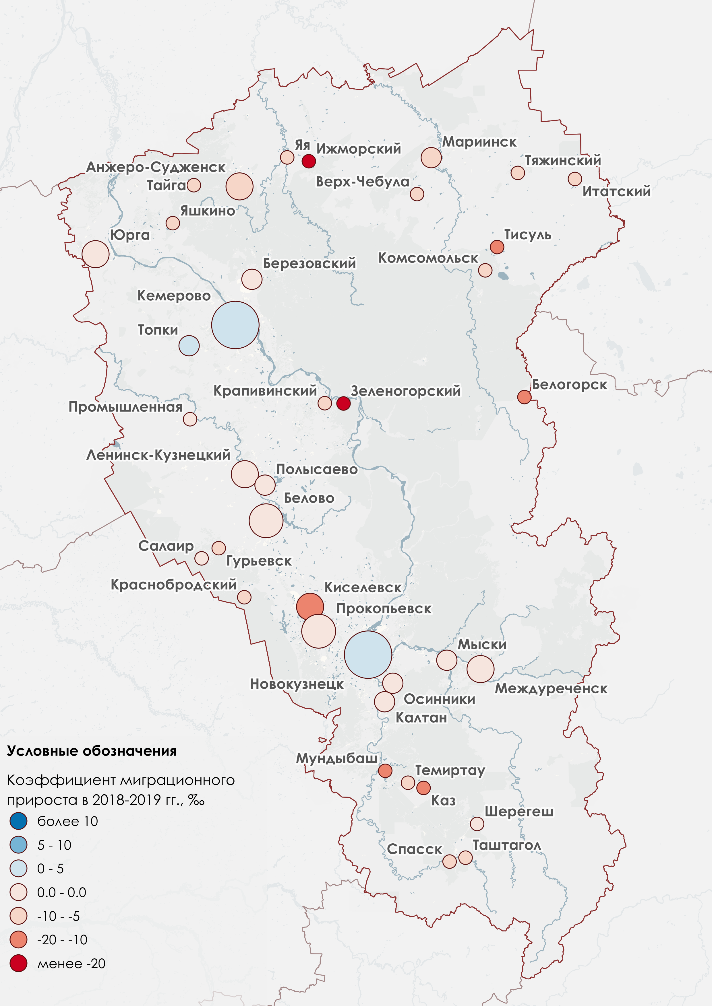 Яя
Ижморский
Мариинск
Анжеро-Судженск
Тяжинский
Тайга
Верх-Чебула
Итатский
Яшкино
Юрга
Тисуль
Березовский
Комсомольск
Кемерово
Топки
Крапивинский
Зеленогорский
Белогорск
Промышленная
Ленинск-Кузнецкий
Полысаево
Белово
Салаир
Гурьевск
Краснобродский
Киселевск
Прокопьевск
Мыски
Новокузнецк
Междуреченск
Осинники
Калтан
Мундыбаш
Темиртау
Каз
Шерегеш
Спасск
Таштагол
Условные обозначения
Коэффициент миграционного
прироста в 2018-2019 гг., ‰
более 10
5 - 10
0 - 5
0.0 - 0.0
-10 - -5
-20 - -10
менее -20